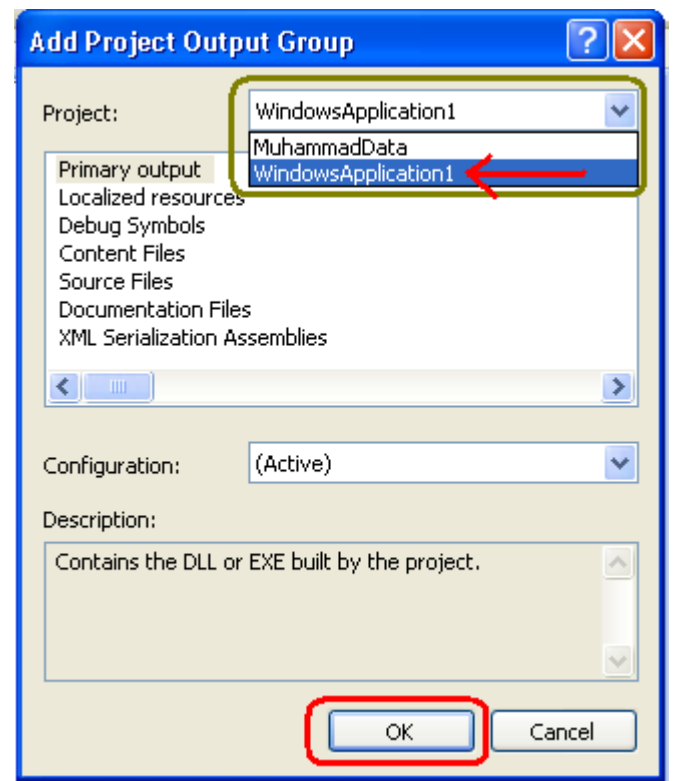 Add Project Output Group
Project:
WindowsApplication1
MuhammadData
WindowsApplication1
Primary output
Localized resources
Debug Symbols
Content Files
Source Files
Documentation Files
XML Serialization Assemblies
Configuration:
(Active)
Description:
Contains the DLL or EXE built by the project.
OK
Cancel